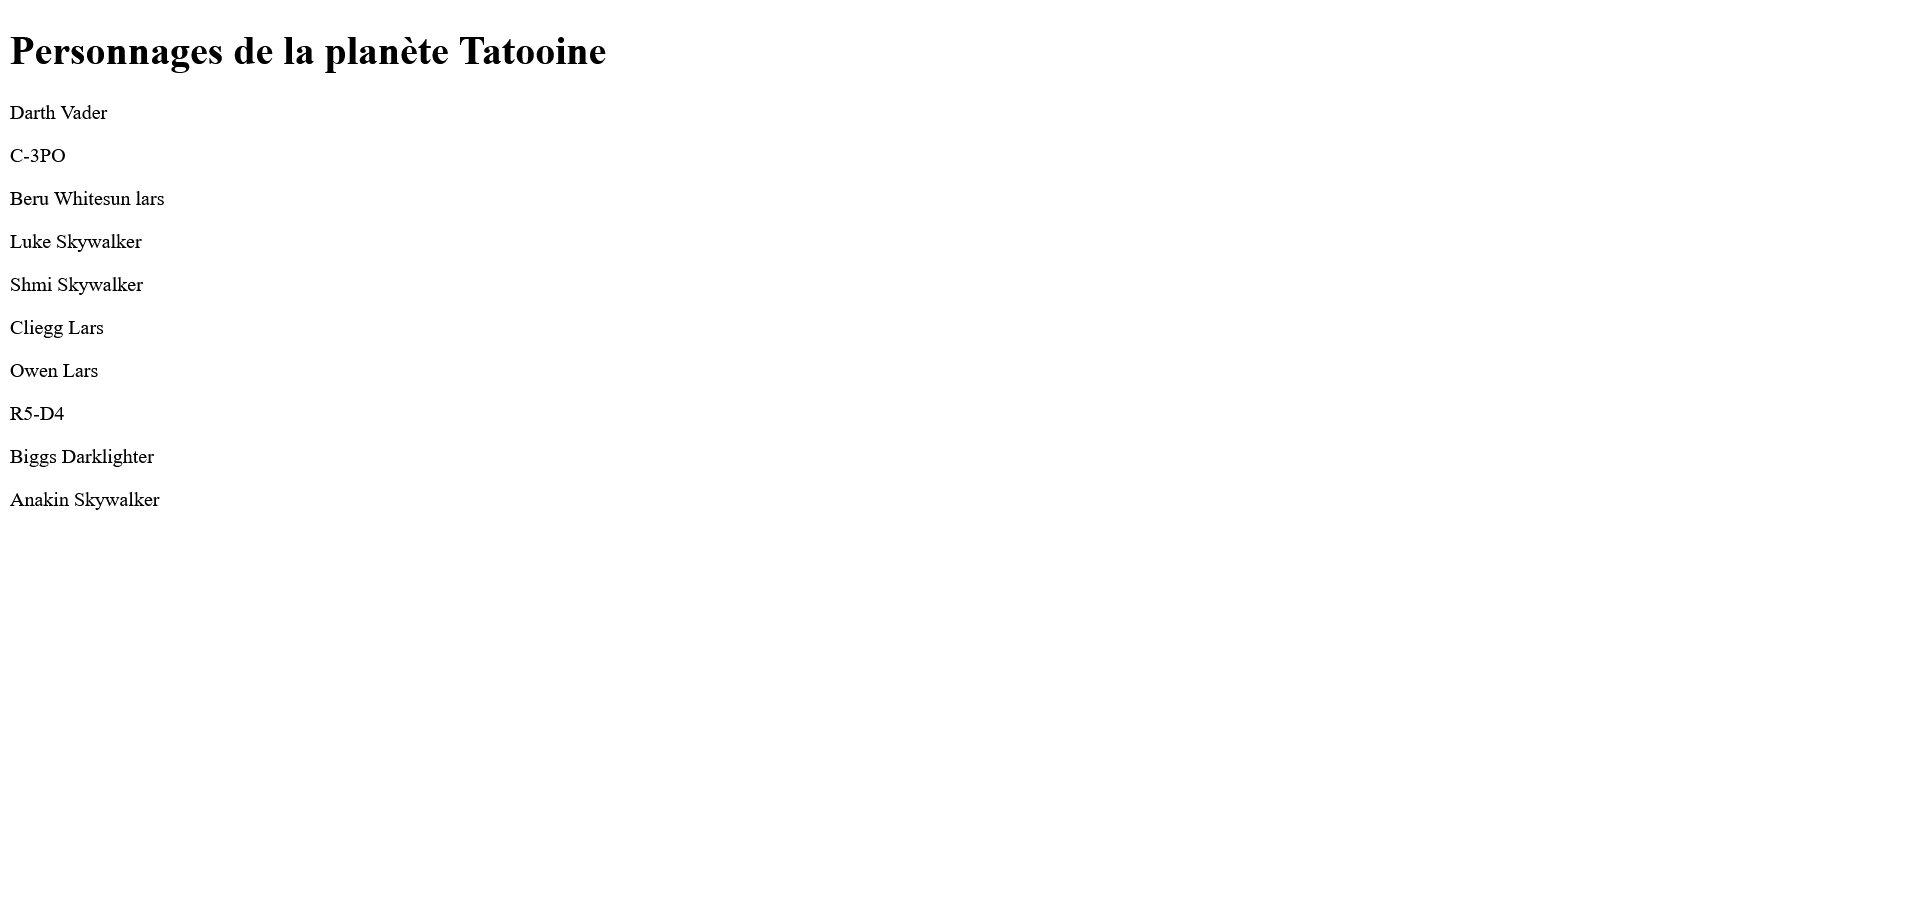 Personnages de la planète Tatooine
Darth Vader
C-3PO
Beru Whitesun lars
Luke Skywalker
Shmi Skywalker
Cliegg Lars
Owen Lars
R5-D4
Biggs Darklighter
Anakin Skywalker